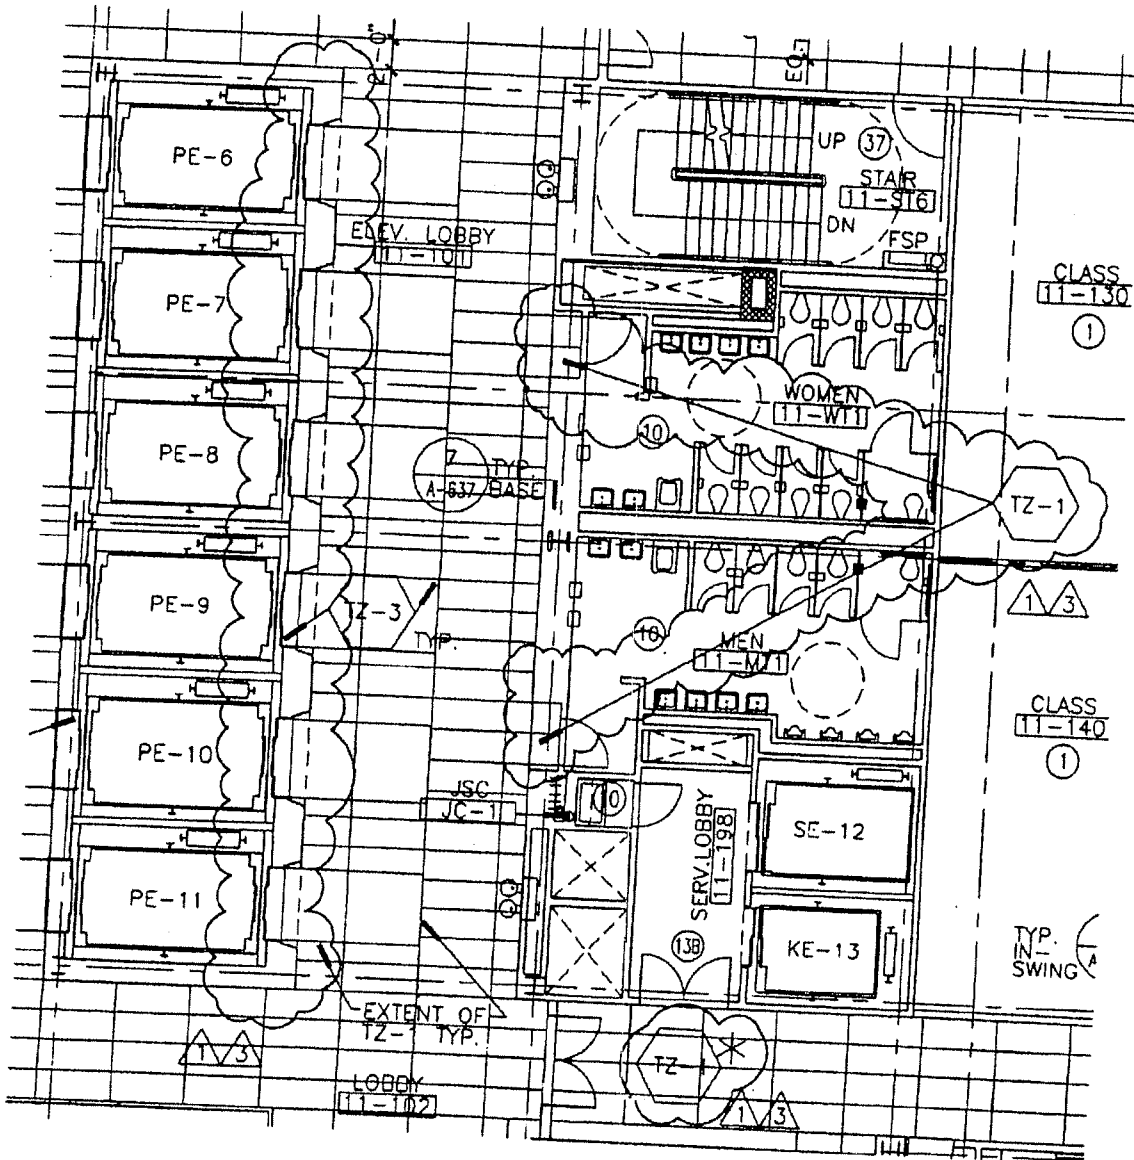 2'-0"
EQ.
PE-6
UP
37
STAIR
11-ST6
DN
FSP
ELEV. LOBBY
11-101
CLASS
11-130
1
PE-7
WOMEN
11-WT1
10
PE-8
7
A-637
TYP.
BASE
TZ-1
PE-9
TZ-3
TYP.
1 3
10
MEN
11-MT1
CLASS
11-140
1
PE-10
JSC
JC-1
SERV. LOBBY
11-198
SE-12
PE-11
13B
KE-13
TYP.
IN-
SWING
A
EXTENT OF
TZ-1 TYP.
1 3
TZ-1
LOBBY
11-102
1 3